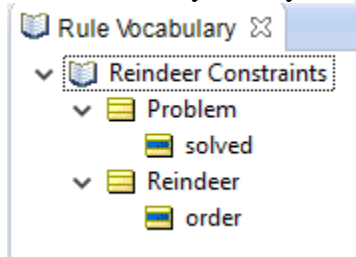 Rule Vocabulary
Reindeer Constraints
Problem
solved
Reindeer
order